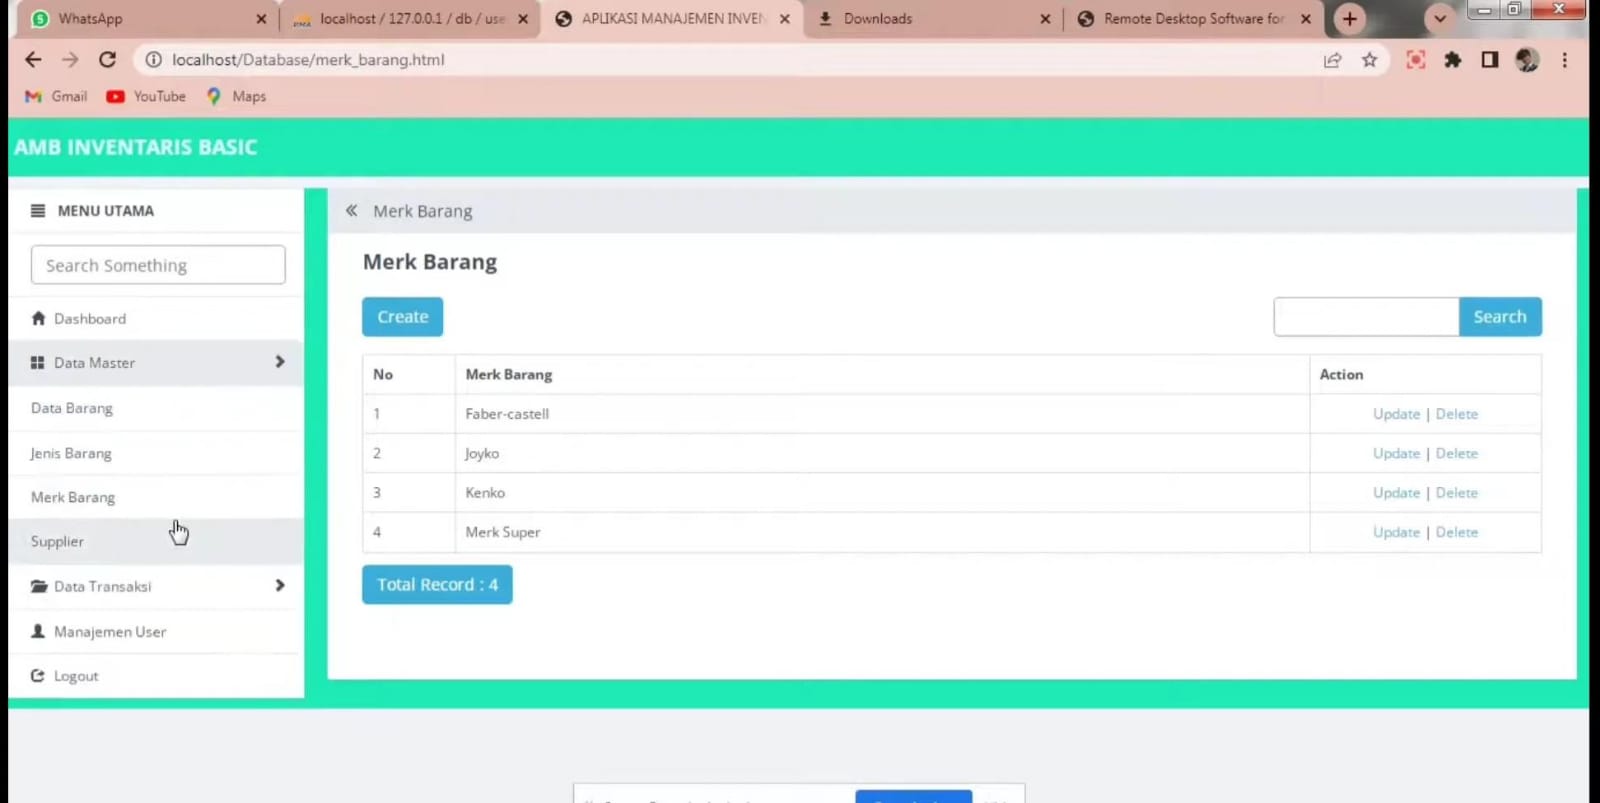 WhatsApp
localhost / 127.0.0.1 / db / use
APLIKASI MANAJEMEN INVEN
Downloads
Remote Desktop Software for
localhost/Database/merk_barang.html
Gmail YouTube Maps
AMB INVENTARIS BASIC
MENU UTAMA
Search Something
Dashboard
Data Master
Data Barang
Jenis Barang
Merk Barang
Supplier
Data Transaksi
Manajemen User
Logout
« Merk Barang
Merk Barang
Create
Search
No Merk Barang Action
1 Faber-castell Update | Delete
2 Joyko Update | Delete
3 Kenko Update | Delete
4 Merk Super Update | Delete
Total Record : 4